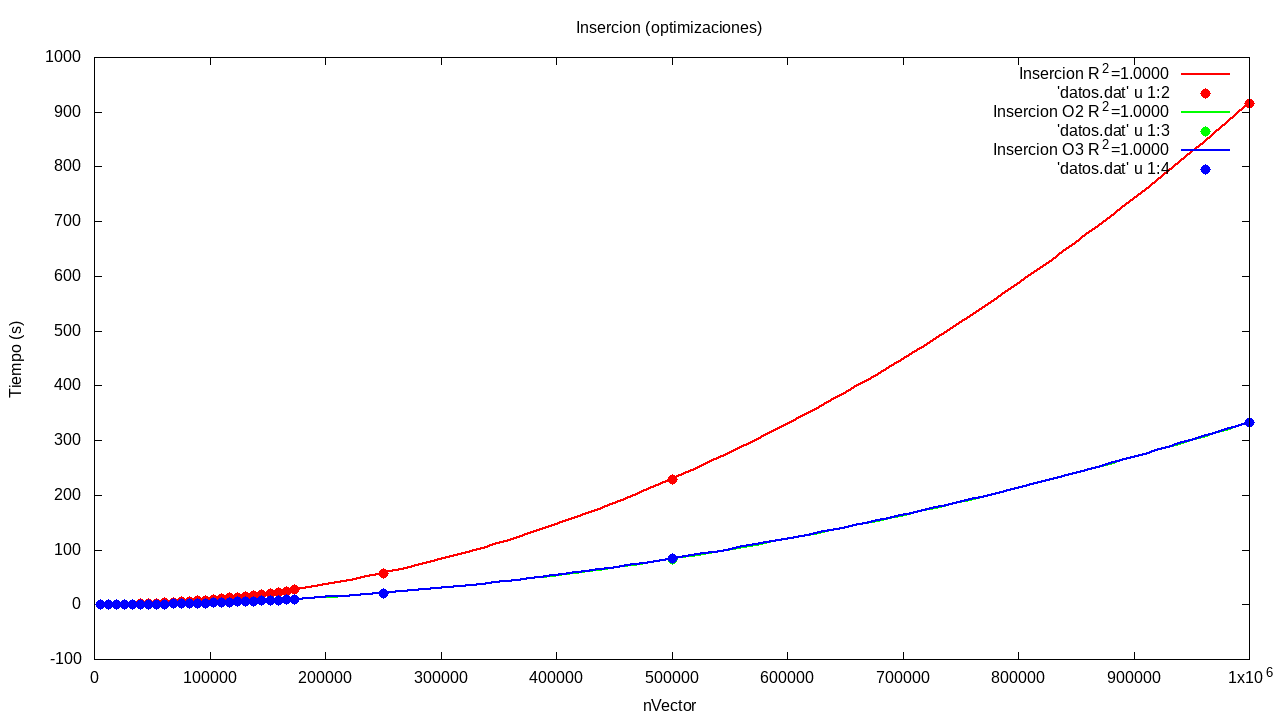 Insercion (optimizaciones)
1000
900
800
700
600
500
400
300
200
100
0
-100
Tiempo (s)
Insercion R^2=1.0000
'datos.dat' u 1:2
Insercion O2 R^2=1.0000
'datos.dat' u 1:3
Insercion O3 R^2=1.0000
'datos.dat' u 1:4
0 100000 200000 300000 400000 500000 600000 700000 800000 900000 1x10^6
nVector